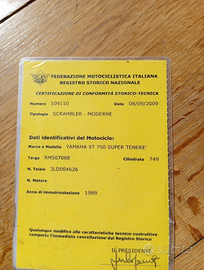 FEDERAZIONE MOTOCICLISTICA ITALIANA
REGISTRO STORICO NAZIONALE
CERTIFICAZIONE DI CONFORMITÀ STORICO-TECNICA
Numero 109110 Data 08/09/2009
Tipologia SCRAMBLER - MODERNE
Dati identificativi del Motociclo:
Marca e Modello YAMAHA XT 750 SUPER TENERE'
Targa RM507088 Cilindrata 749
N. Telaio 3LD004626
N. Motore
Anno di immatricolazione 1989
Qualunque modifica alle caratteristiche tecnico-costruttive
comporta l'immediata cancellazione dal Registro Storico
Il Presidente